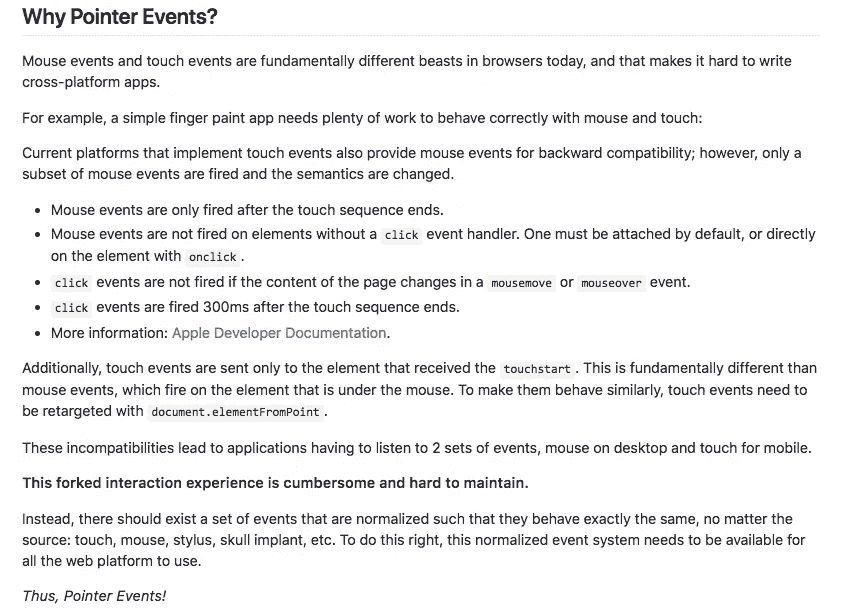 Why Pointer Events?
Mouse events and touch events are fundamentally different beasts in browsers today, and that makes it hard to write
cross-platform apps.
For example, a simple finger paint app needs plenty of work to behave correctly with mouse and touch:
Current platforms that implement touch events also provide mouse events for backward compatibility; however, only a
subset of mouse events are fired and the semantics are changed.
• Mouse events are only fired after the touch sequence ends.
• Mouse events are not fired on elements without a click event handler. One must be attached by default, or directly
on the element with onclick.
• click events are not fired if the content of the page changes in a mousemove or mouseover event.
• click events are fired 300ms after the touch sequence ends.
• More information: Apple Developer Documentation.
Additionally, touch events are sent only to the element that received the touchstart. This is fundamentally different than
mouse events, which fire on the element that is under the mouse. To make them behave similarly, touch events need to
be retargeted with document.elementFromPoint.
These incompatibilities lead to applications having to listen to 2 sets of events, mouse on desktop and touch for mobile.
This forked interaction experience is cumbersome and hard to maintain.
Instead, there should exist a set of events that are normalized such that they behave exactly the same, no matter the
source: touch, mouse, stylus, skull implant, etc. To do this right, this normalized event system needs to be available for
all the web platform to use.
Thus, Pointer Events!